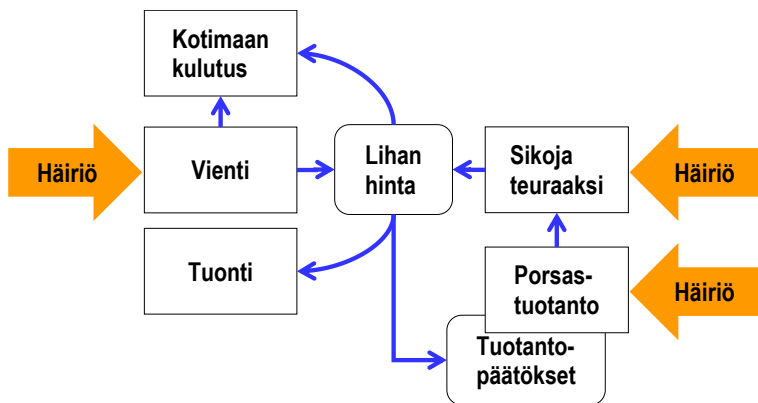 Kotimaan
kulutus
Häiriö
Vienti
Lihan
hinta
Sikoja
teuraaksi
Häiriö
Tuonti
Porsas-
tuotanto
Häiriö
Tuotanto-
päätökset